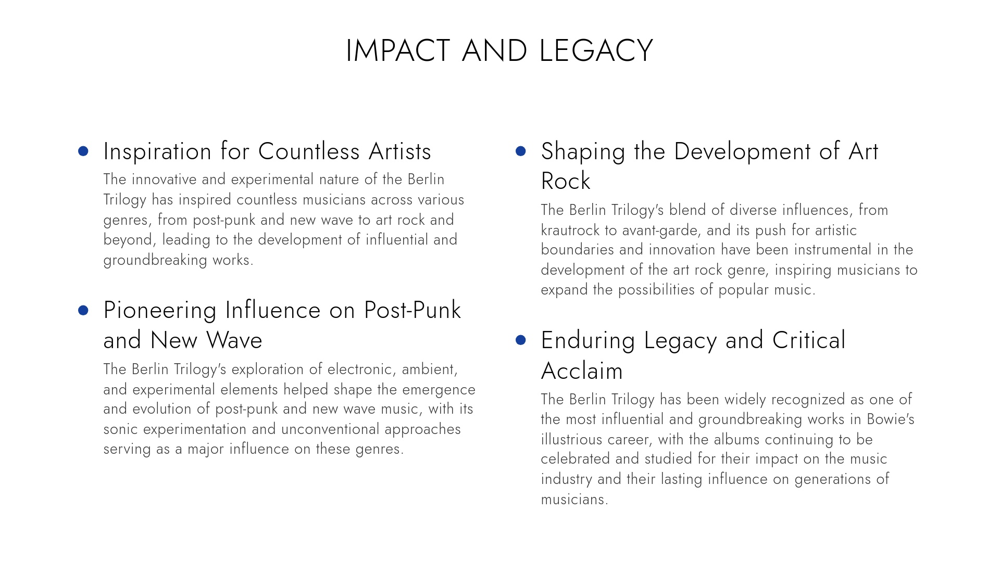 IMPACT AND LEGACY
Inspiration for Countless Artists
The innovative and experimental nature of the Berlin
Trilogy has inspired countless musicians across various
genres, from post-punk and new wave to art rock and
beyond, leading to the development of influential and
groundbreaking works.
Pioneering Influence on Post-Punk
and New Wave
The Berlin Trilogy's exploration of electronic, ambient,
and experimental elements helped shape the emergence
and evolution of post-punk and new wave music, with its
sonic experimentation and unconventional approaches
serving as a major influence on these genres.
Shaping the Development of Art
Rock
The Berlin Trilogy's blend of diverse influences, from
krautrock to avant-garde, and its push for artistic
boundaries and innovation have been instrumental in the
development of the art rock genre, inspiring musicians to
expand the possibilities of popular music.
Enduring Legacy and Critical
Acclaim
The Berlin Trilogy has been widely recognized as one of
the most influential and groundbreaking works in Bowie's
illustrious career, with the albums continuing to be
celebrated and studied for their impact on the music
industry and their lasting influence on generations of
musicians.